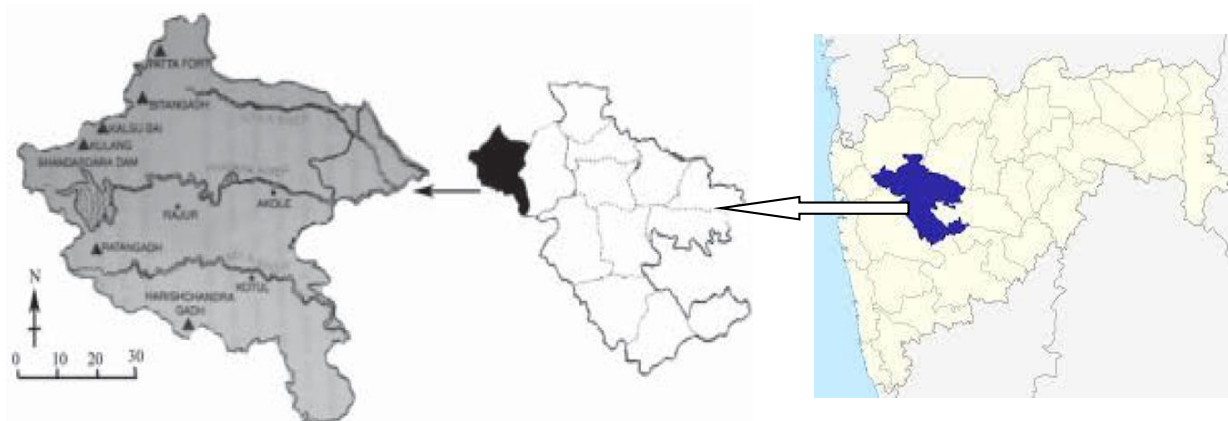 PATTA FORT
BITANGADH
KALSU BAI
KULANG
BHANDARDARA DAM
AKOLE
RAJUR
RATANGADH
KOTUL
N
HARISHCHANDRA
GADH
0 10 20 30